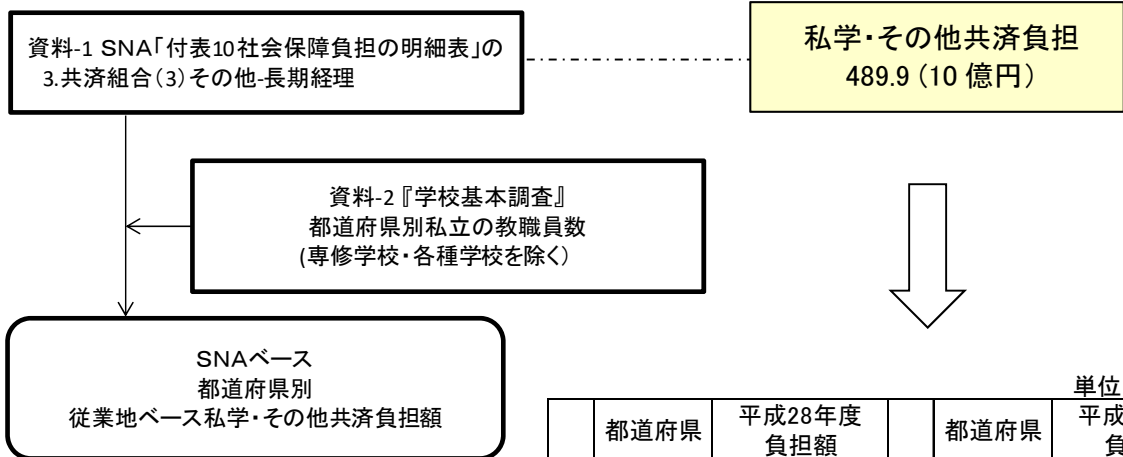 資料-1 SNA「付表10社会保障負担の明細表」の
3.共済組合(3)その他-長期経理
私学・その他共済負担
489.9（10 億円）
資料-2『学校基本調査』
都道府県別私立の教職員数
(専修学校・各種学校を除く）
SNAベース
都道府県別
従業地ベース私学・その他共済負担額
単位
都道府県 平成28年度 都道府県 平成
負担額 負